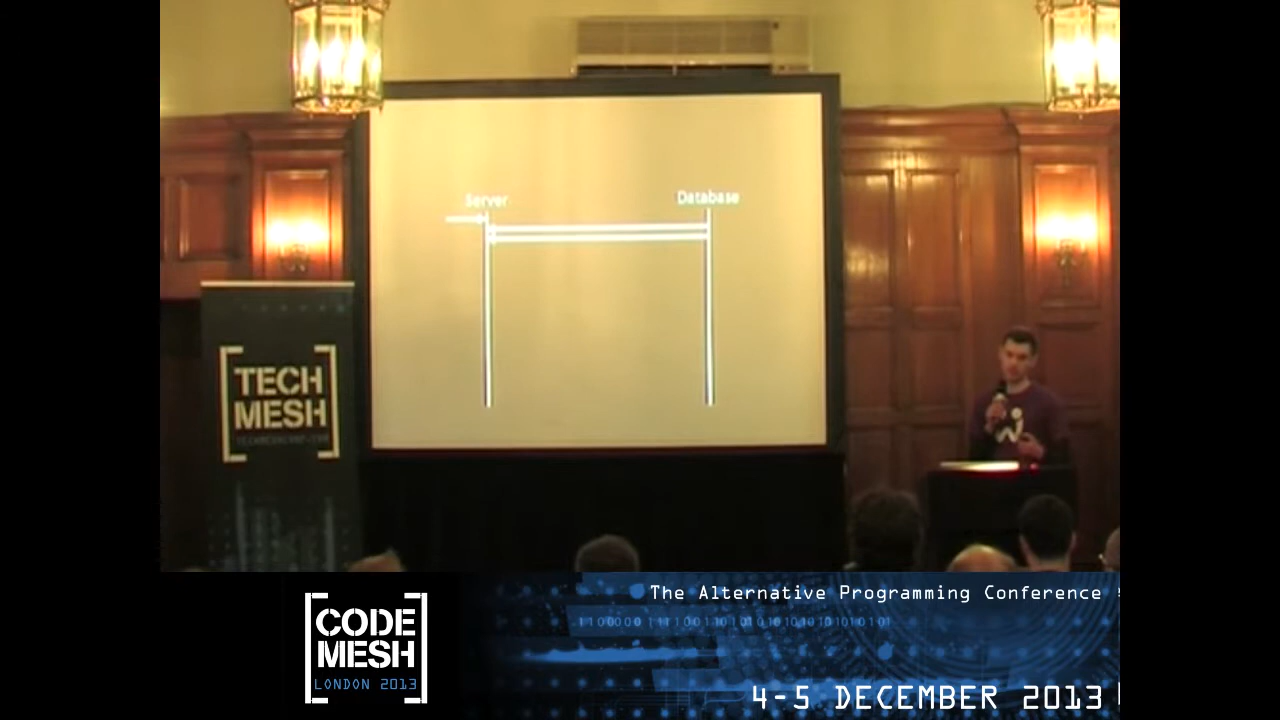 Server
Database
TECH
MESH
CODE
MESH
LONDON 2013
The Alternative Programming Conference
4-5 DECEMBER 2013